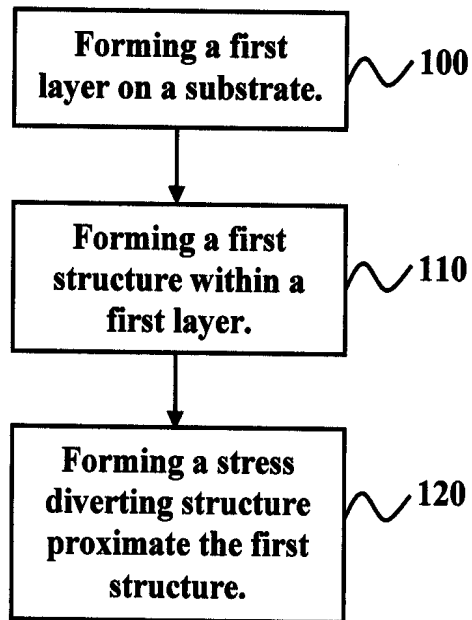 Forming a first
layer on a substrate.
100
Forming a first
structure within a
first layer.
110
Forming a stress
diverting structure
proximate the first
structure.
120